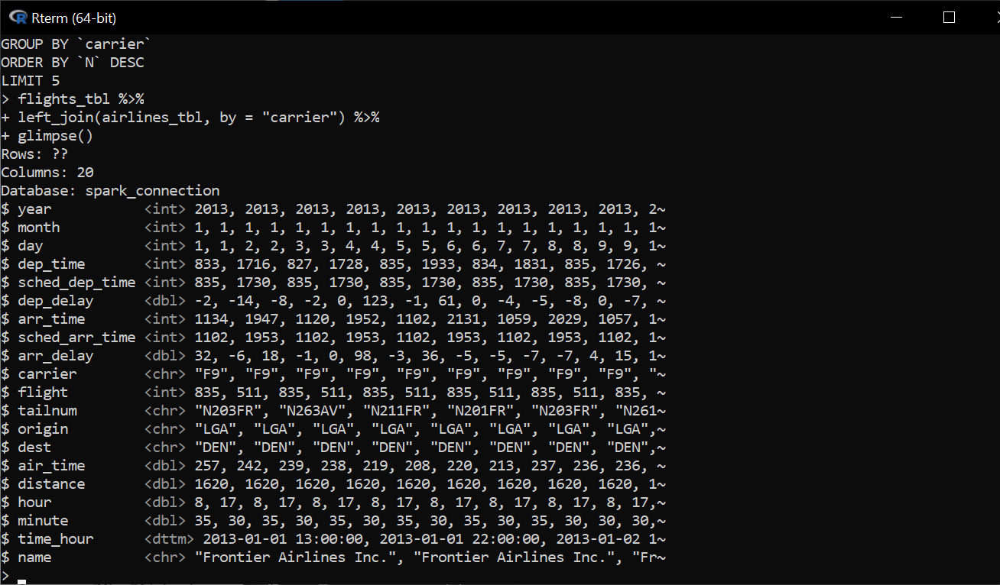 Rterm (64-bit)
GROUP BY `carrier`
ORDER BY `N` DESC
LIMIT 5
> flights_tbl %>%
+ left_join(airlines_tbl, by = "carrier") %>%
+ glimpse()
Rows: ??
Columns: 20
Database: spark_connection
$ year           <int> 2013, 2013, 2013, 2013, 2013, 2013, 2013, 2013, 2013, 2~
$ month          <int> 1, 1, 1, 1, 1, 1, 1, 1, 1, 1, 1, 1, 1, 1, 1, 1, 1, 1, 1~
$ day            <int> 1, 1, 2, 2, 3, 3, 4, 4, 5, 5, 6, 6, 7, 7, 8, 8, 9, 9, 1~
$ dep_time       <int> 833, 1716, 827, 1728, 835, 1933, 834, 1831, 835, 1726, ~
$ sched_dep_time <int> 835, 1730, 835, 1730, 835, 1730, 835, 1730, 835, 1730, ~
$ dep_delay      <dbl> -2, -14, -8, -2, 0, 123, -1, 61, 0, -4, -5, -8, 0, -7, ~
$ arr_time       <int> 1134, 1947, 1120, 1952, 1102, 2131, 1059, 2029, 1057, 1~
$ sched_arr_time <int> 1102, 1953, 1102, 1953, 1102, 1953, 1102, 1953, 1102, 1~
$ arr_delay      <dbl> 32, -6, 18, -1, 0, 98, -3, 36, -5, -5, -7, -7, 4, 15, 1~
$ carrier        <chr> "F9", "F9", "F9", "F9", "F9", "F9", "F9", "F9", "F9", "~
$ flight         <int> 835, 511, 835, 511, 835, 511, 835, 511, 835, 511, 835, ~
$ tailnum        <chr> "N203FR", "N263AV", "N211FR", "N201FR", "N203FR", "N261~
$ origin         <chr> "LGA", "LGA", "LGA", "LGA", "LGA", "LGA", "LGA", "LGA",~
$ dest           <chr> "DEN", "DEN", "DEN", "DEN", "DEN", "DEN", "DEN", "DEN",~
$ air_time       <dbl> 257, 242, 239, 238, 219, 208, 220, 213, 237, 236, 236, ~
$ distance       <dbl> 1620, 1620, 1620, 1620, 1620, 1620, 1620, 1620, 1620, 1~
$ hour           <dbl> 8, 17, 8, 17, 8, 17, 8, 17, 8, 17, 8, 17, 8, 17, 8, 17,~
$ minute         <dbl> 35, 30, 35, 30, 35, 30, 35, 30, 35, 30, 35, 30, 30, 30,~
$ time_hour      <dttm> 2013-01-01 13:00:00, 2013-01-01 22:00:00, 2013-01-02 1~
$ name           <chr> "Frontier Airlines Inc.", "Frontier Airlines Inc.", "Fr~
>